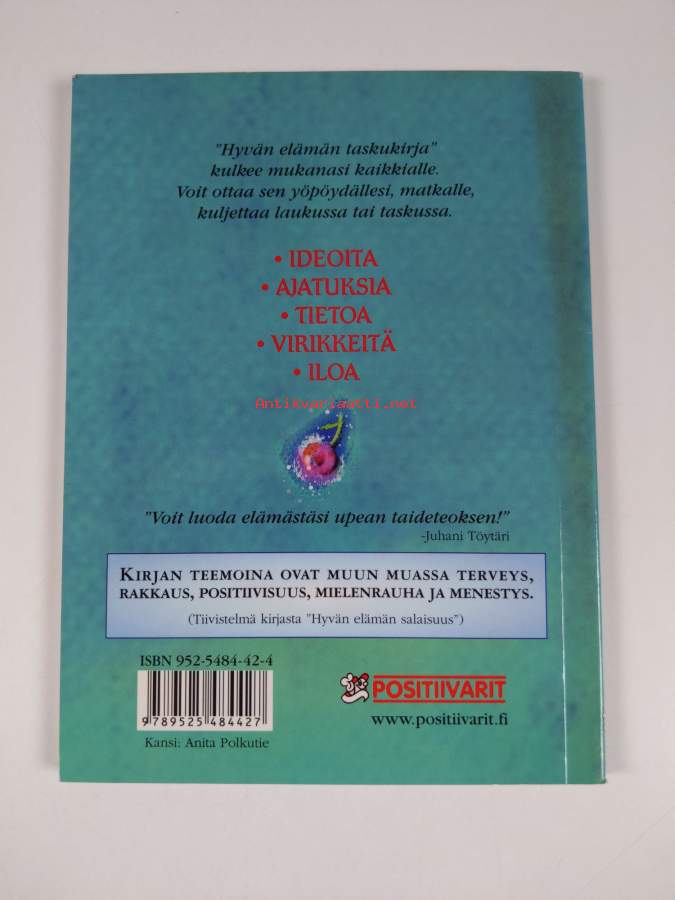 "Hyvän elämän taskukirja"
kulkee mukanasi kaikkialle.
Voit ottaa sen yöpöydällesi, matkalle,
kuljettaa laukussa tai taskussa.
• IDEOITA
• AJATUKSIA
• TIETOA
• VIRIKKEITÄ
• ILOA
Antikvariaatti.net
"Voit luoda elämästäsi upean taideteoksen!"
-Juhani Töytäri
KIRJAN TEEMOINA OVAT MUUN MUASSA TERVEYS,
RAKKAUS, POSITIIVISUUS, MIELENRAUHA JA MENESTYS.
(Tiivistelmä kirjasta "Hyvän elämän salaisuus")
ISBN 952-5484-42-4
9 789525 484427
Kansi: Anita Polkutie
POSITIIVARIT
www.positiivarit.fi